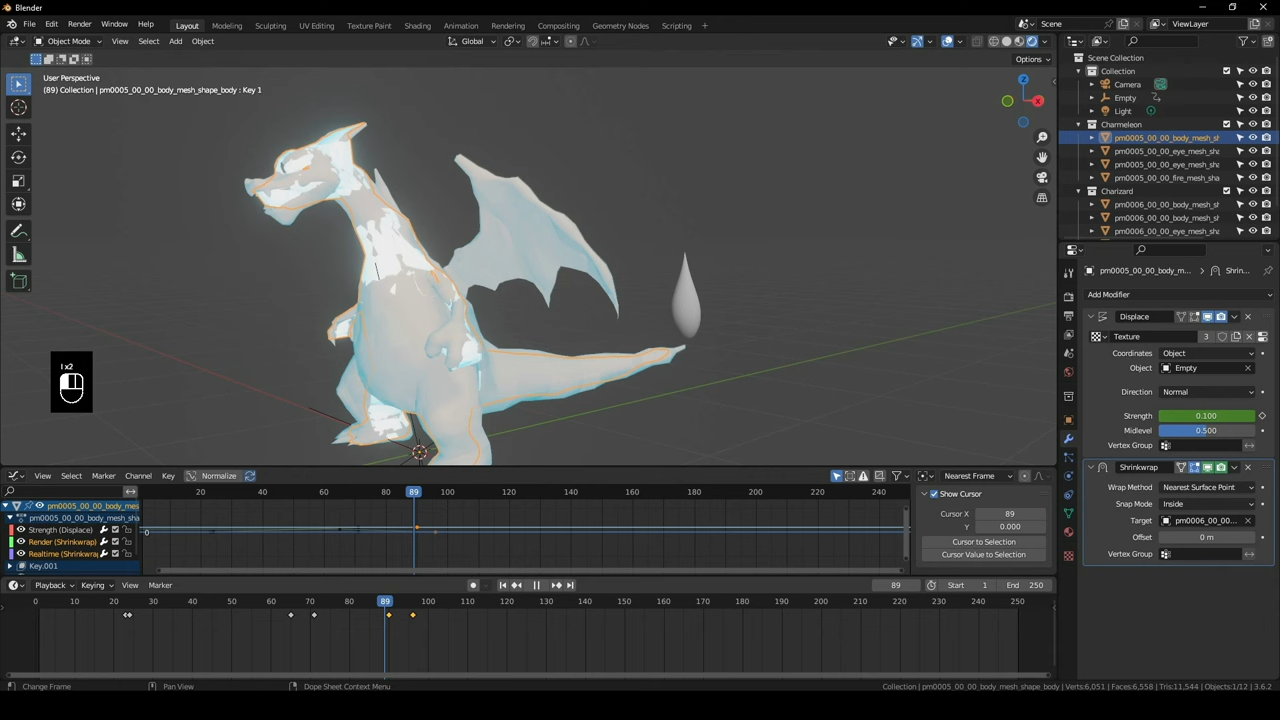 Blender
File Edit Render Window Help Layout Modeling Sculpting UV Editing Texture Paint Shading Animation Rendering Compositing Geometry Nodes Scripting + Scene ViewLayer
Object Mode View Select Add Object Global
Options
User Perspective
(89) Collection | pm0005_00_00_body_mesh_shape_body : Key 1
Z
X
I x2
Scene Collection
Collection
Camera
Empty
Light
Charmeleon
pm0005_00_00_body_mesh_sh
pm0005_00_00_eye_mesh_sha
pm0005_00_00_eye_mesh_sha
pm0005_00_00_fire_mesh_sha
Charizard
pm0006_00_00_body_mesh_sh
pm0006_00_00_body_mesh_sh
pm0006_00_00_eye_mesh_sha
pm0005_00_00_body_m... > Shrin...
Add Modifier
Displace
Texture 3
Coordinates Object
Object Empty
Direction Normal
Strength 0.100
Midlevel 0.500
Vertex Group
Shrinkwrap
Wrap Method Nearest Surface Point
Snap Mode Inside
Target pm0006_00_00...
Offset 0 m
Vertex Group
View Select Marker Channel Key Normalize Nearest Frame
20 40 60 80 89 100 120 140 160 180 200 220 240
pm0005_00_00_body_mes
pm0005_00_00_body_mesh_sha
Strength (Displace)
Render (Shrinkwrap)
Realtime (Shrinkwrap
Key.001
0
Show Cursor
Cursor X 89
Y 0.000
Cursor to Selection
Cursor Value to Selection
Playback Keying View Marker 89 Start 1 End 250
0 10 20 30 40 50 60 70 80 89 100 110 120 130 140 150 160 170 180 190 200 210 220 230 240 250
Change Frame Pan View Dope Sheet Context Menu Collection | pm0005_00_00_body_mesh_shape_body | Verts:6,051 | Faces:6,558 | Tris:11,544 | Objects:1/12 | 3.6.2